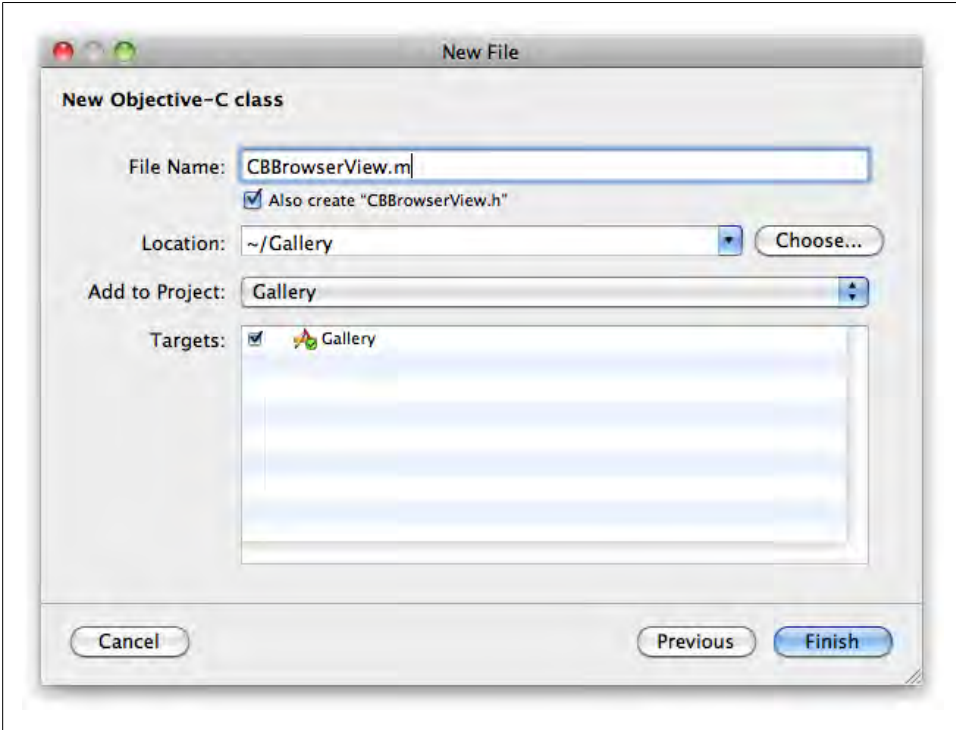 New File
New Objective-C class
File Name: CBBrowserView.m
Also create “CBBrowserView.h”
Location: ~/Gallery Choose...
Add to Project: Gallery
Targets: Gallery
Cancel Previous Finish